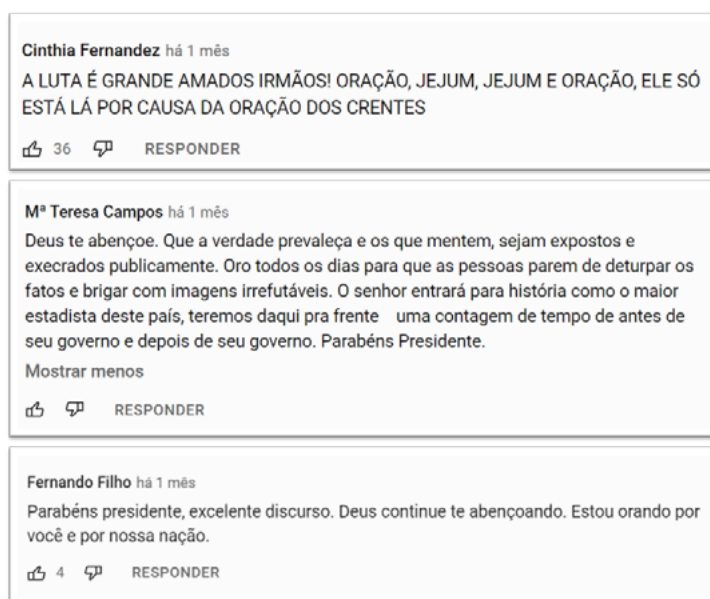 Cinthia Fernandez há 1 mês
A LUTA É GRANDE AMADOS IRMÃOS! ORAÇÃO, JEJUM, JEJUM E ORAÇÃO, ELE SÓ
ESTÁ LÁ POR CAUSA DA ORAÇÃO DOS CRENTES
36 RESPONDER
Mª Teresa Campos há 1 mês
Deus te abençoe. Que a verdade prevaleça e os que mentem, sejam expostos e
execrados publicamente. Oro todos os dias para que as pessoas parem de deturpar os
fatos e brigar com imagens irrefutáveis. O senhor entrará para história como o maior
estadista deste país, teremos daqui pra frente uma contagem de tempo de antes de
seu governo e depois de seu governo. Parabéns Presidente.
Mostrar menos
RESPONDER
Fernando Filho há 1 mês
Parabéns presidente, excelente discurso. Deus continue te abençoando. Estou orando por
você e por nossa nação.
4 RESPONDER